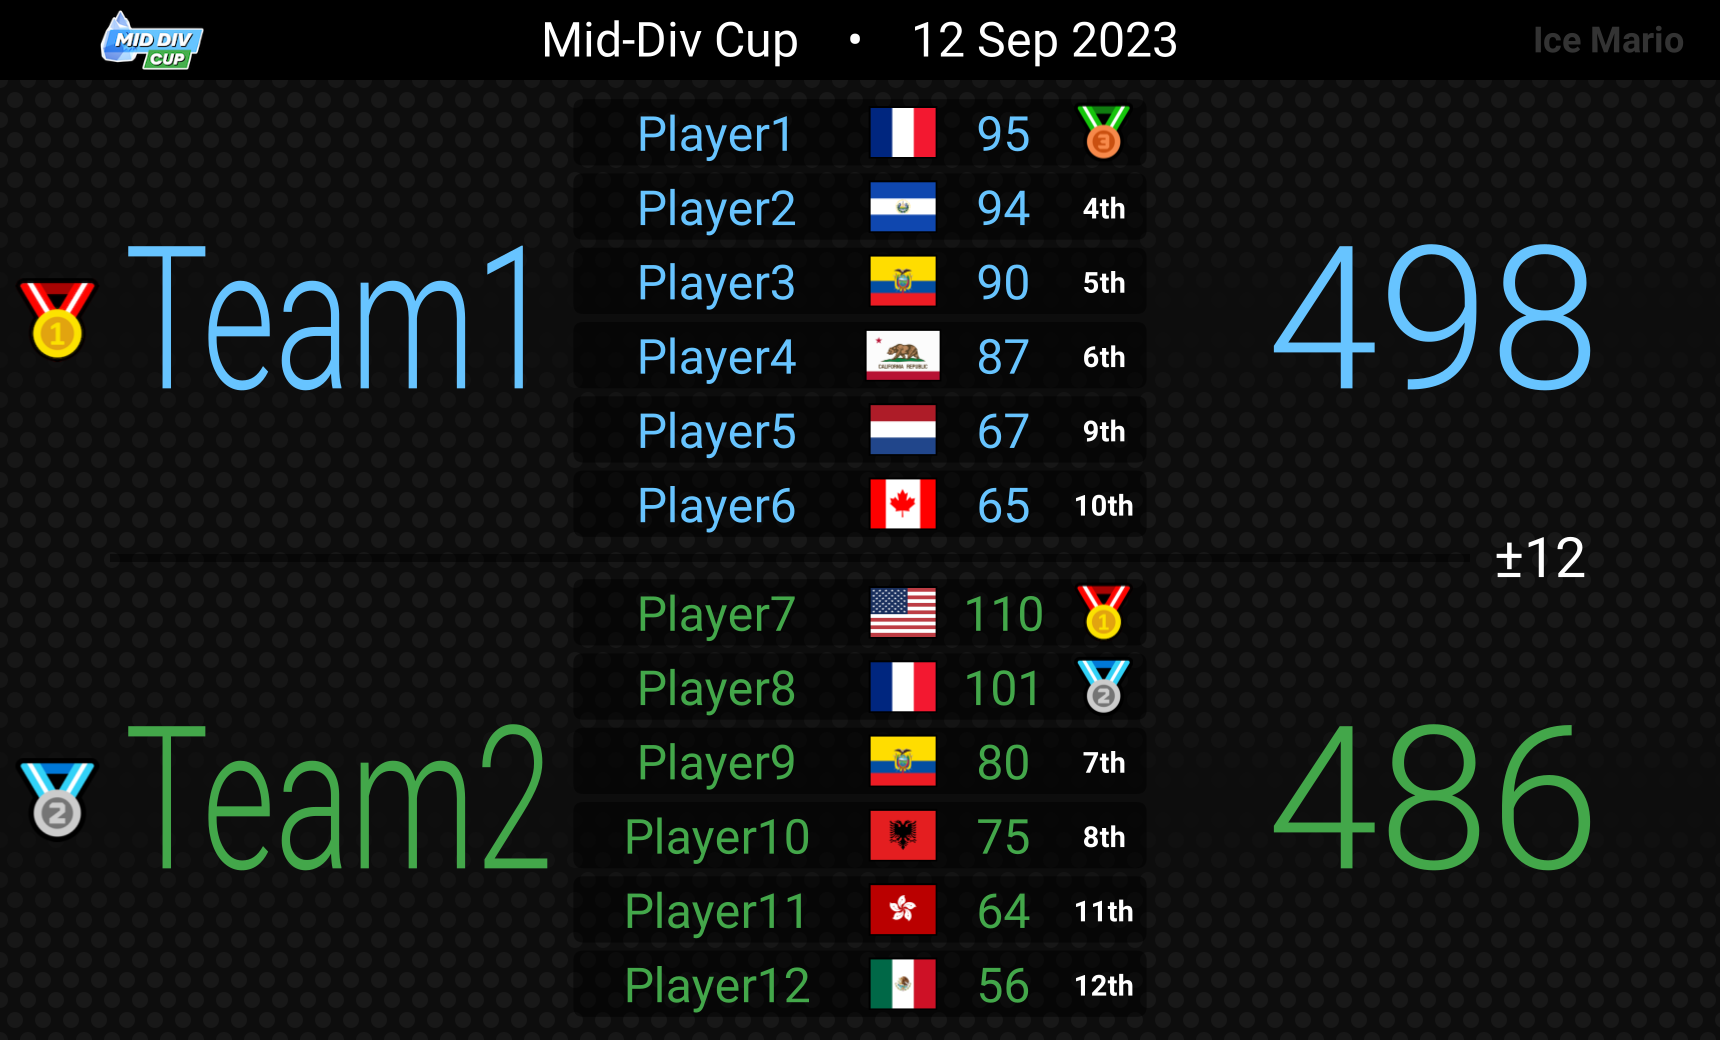 MID DIV CUP
Mid-Div Cup • 12 Sep 2023
Ice Mario
Team1
498
Player1 95 3
Player2 94 4th
Player3 90 5th
Player4 CALIFORNIA REPUBLIC 87 6th
Player5 67 9th
Player6 65 10th
1
±12
Team2
486
Player7 110 1
Player8 101 2
Player9 80 7th
Player10 75 8th
Player11 64 11th
Player12 56 12th
2